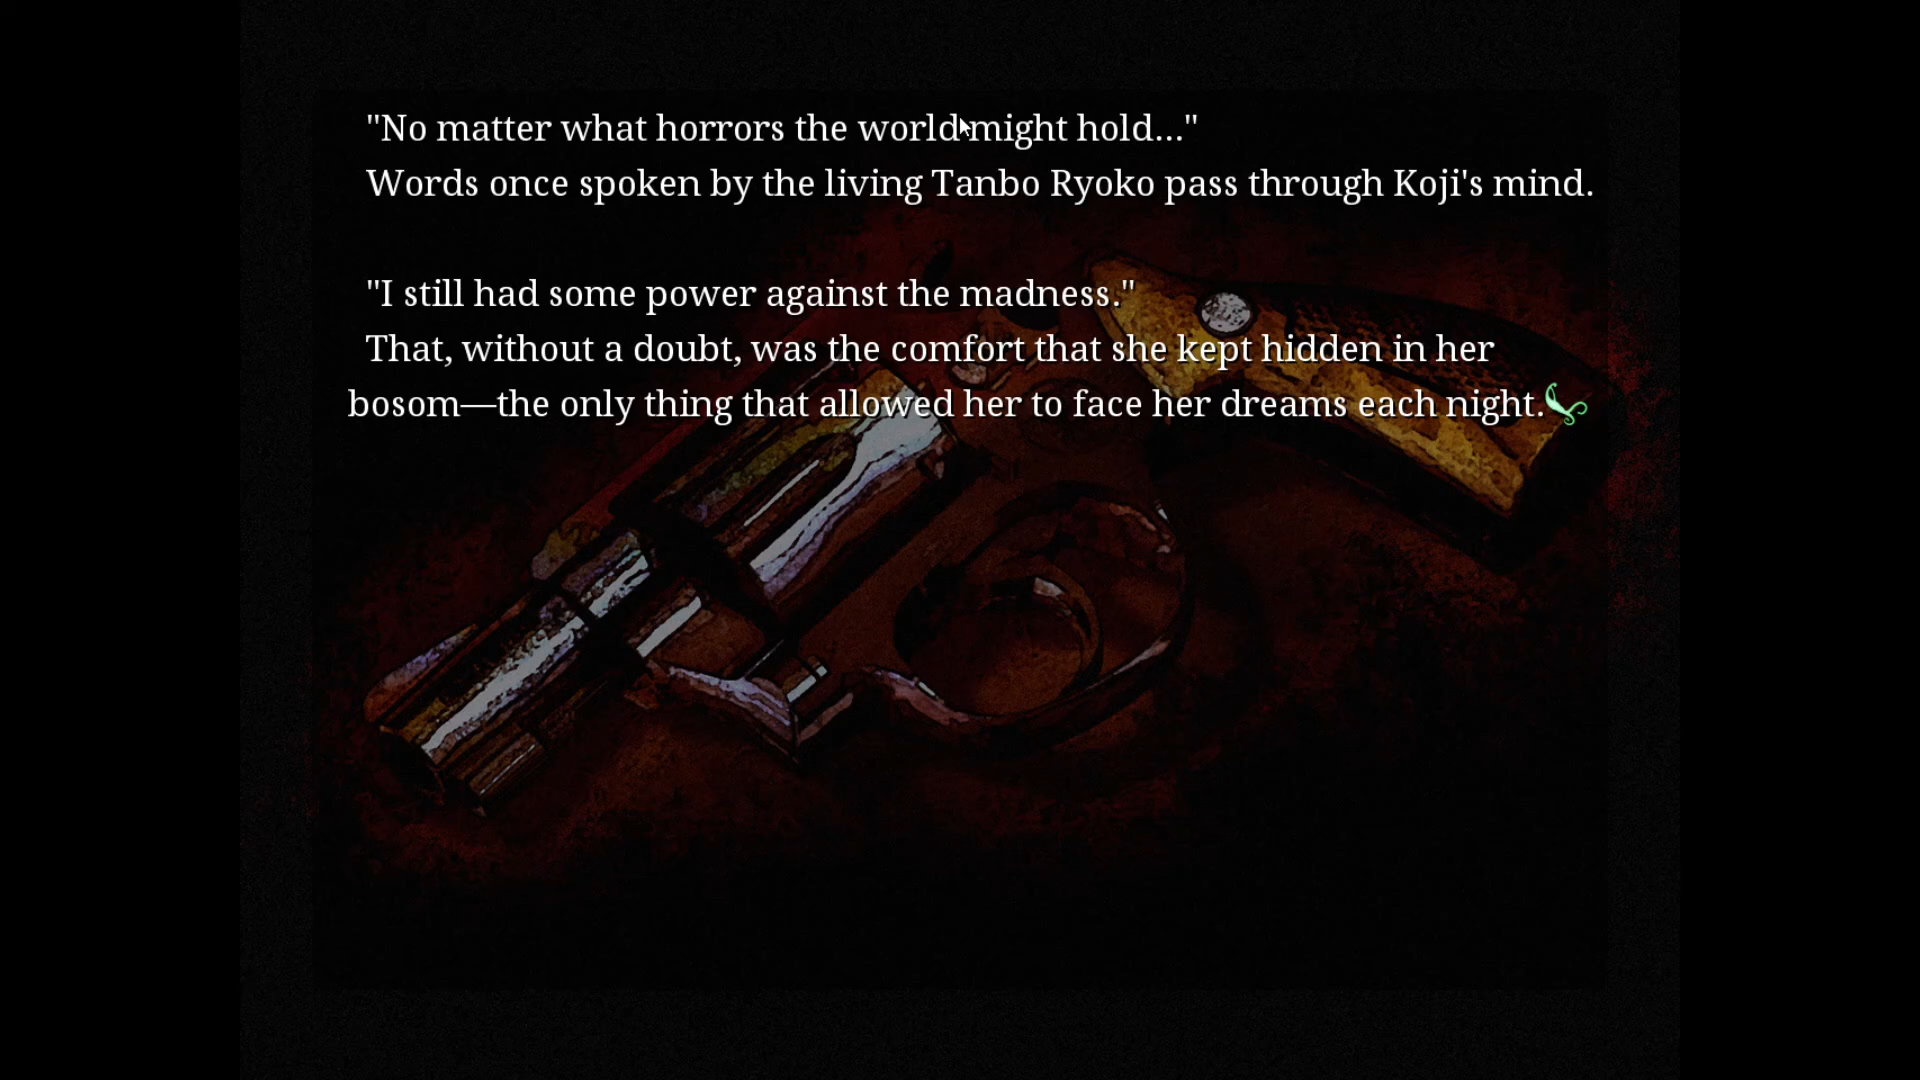 "No matter what horrors the world might hold..."
Words once spoken by the living Tanbo Ryoko pass through Koji's mind.
"I still had some power against the madness."
That, without a doubt, was the comfort that she kept hidden in her
bosom—the only thing that allowed her to face her dreams each night.